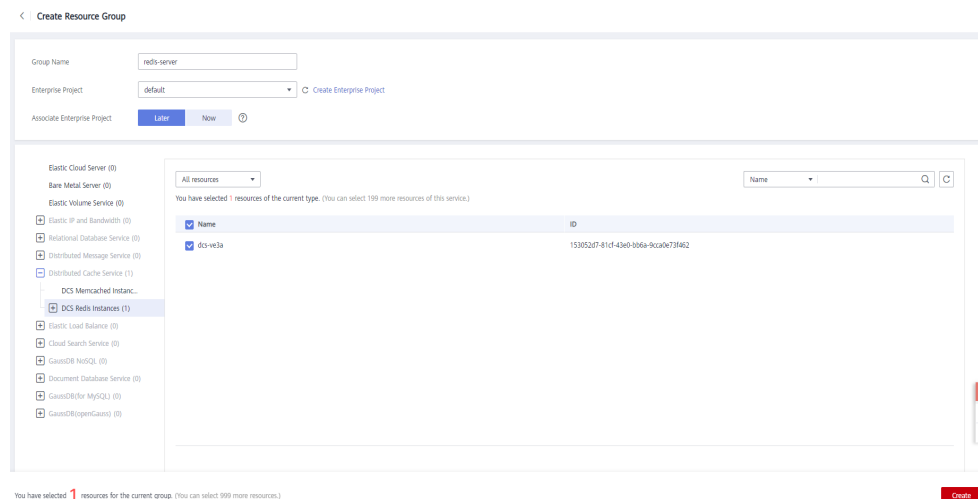 Create Resource Group
Group Name
redis-server
Enterprise Project
default
Create Enterprise Project
Associate Enterprise Project
Later
Now
Elastic Cloud Server (0)
Bare Metal Server (0)
Elastic Volume Service (0)
Elastic IP and Bandwidth (0)
Relational Database Service (0)
Distributed Message Service (0)
Distributed Cache Service (1)
DCS Memcached Instanc...
DCS Redis Instances (1)
Elastic Load Balance (0)
Cloud Search Service (0)
GaussDB NoSQL (0)
Document Database Service (0)
GaussDB(for MySQL) (0)
GaussDB(openGauss) (0)
All resources
Name
You have selected 1 resources of the current type. (You can select 199 more resources of this service.)
Name ID
dcs-ve3a 153052d7-81cf-43e0-bb6a-9cca0e73f462
You have selected 1 resources for the current group. (You can select 999 more resources.)
Create